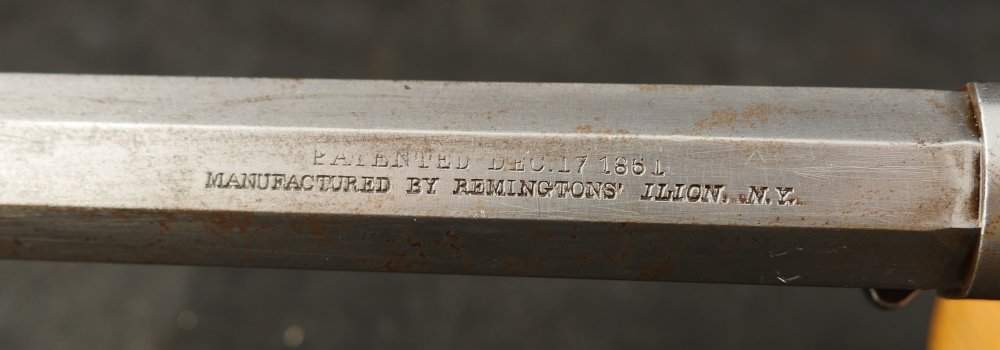 PATENTED DEC. 17 1861
MANUFACTURED BY REMINGTONS' ILION. N.Y.